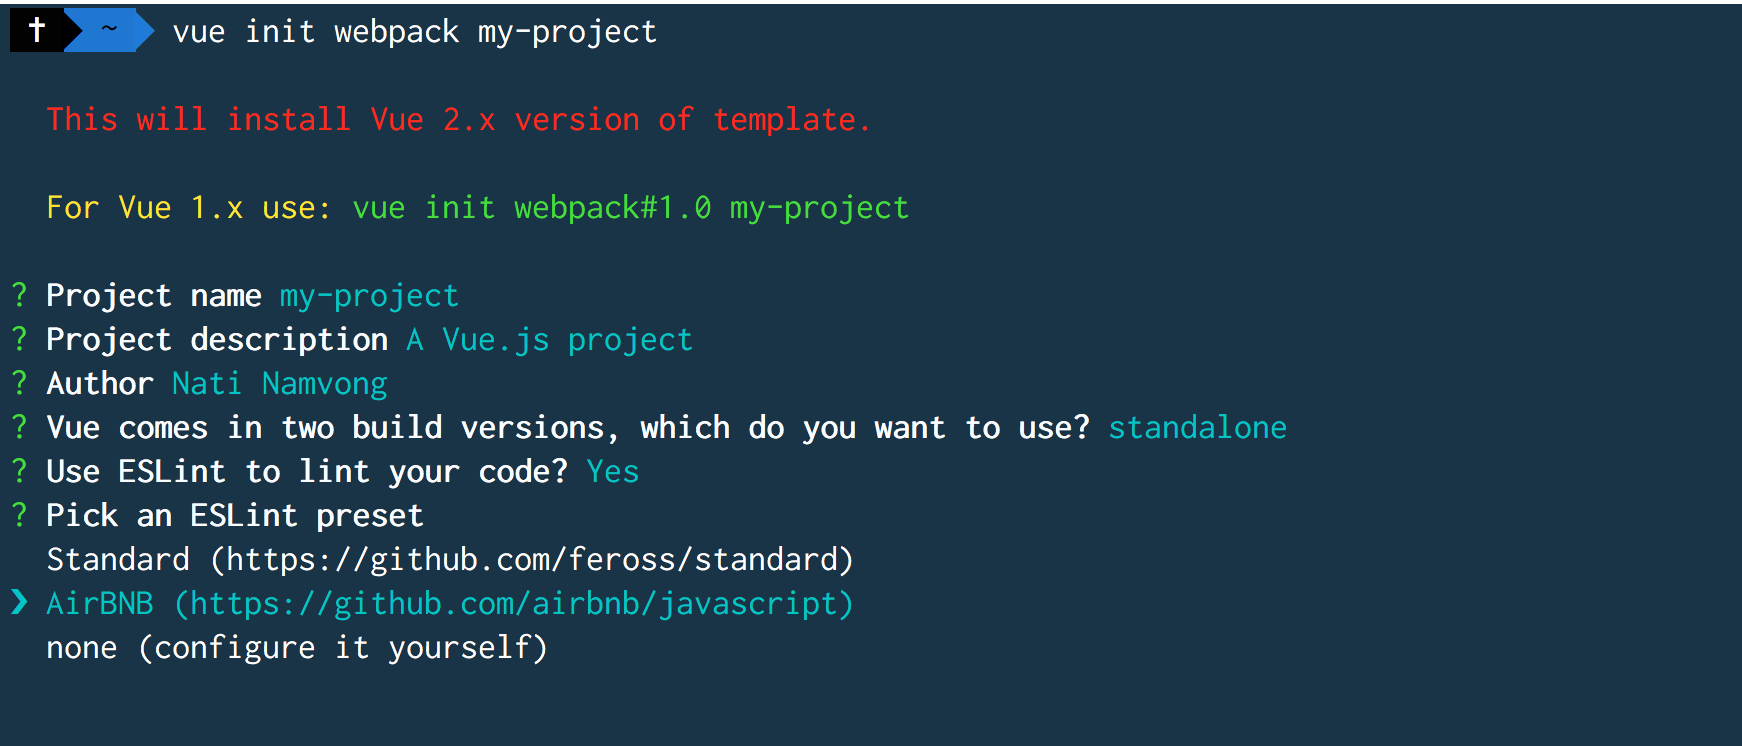 ✝ ~ vue init webpack my-project
This will install Vue 2.x version of template.
For Vue 1.x use: vue init webpack#1.0 my-project
? Project name my-project
? Project description A Vue.js project
? Author Nati Namvong
? Vue comes in two build versions, which do you want to use? standalone
? Use ESLint to lint your code? Yes
? Pick an ESLint preset
Standard (https://github.com/feross/standard)
❯ AirBNB (https://github.com/airbnb/javascript)
none (configure it yourself)